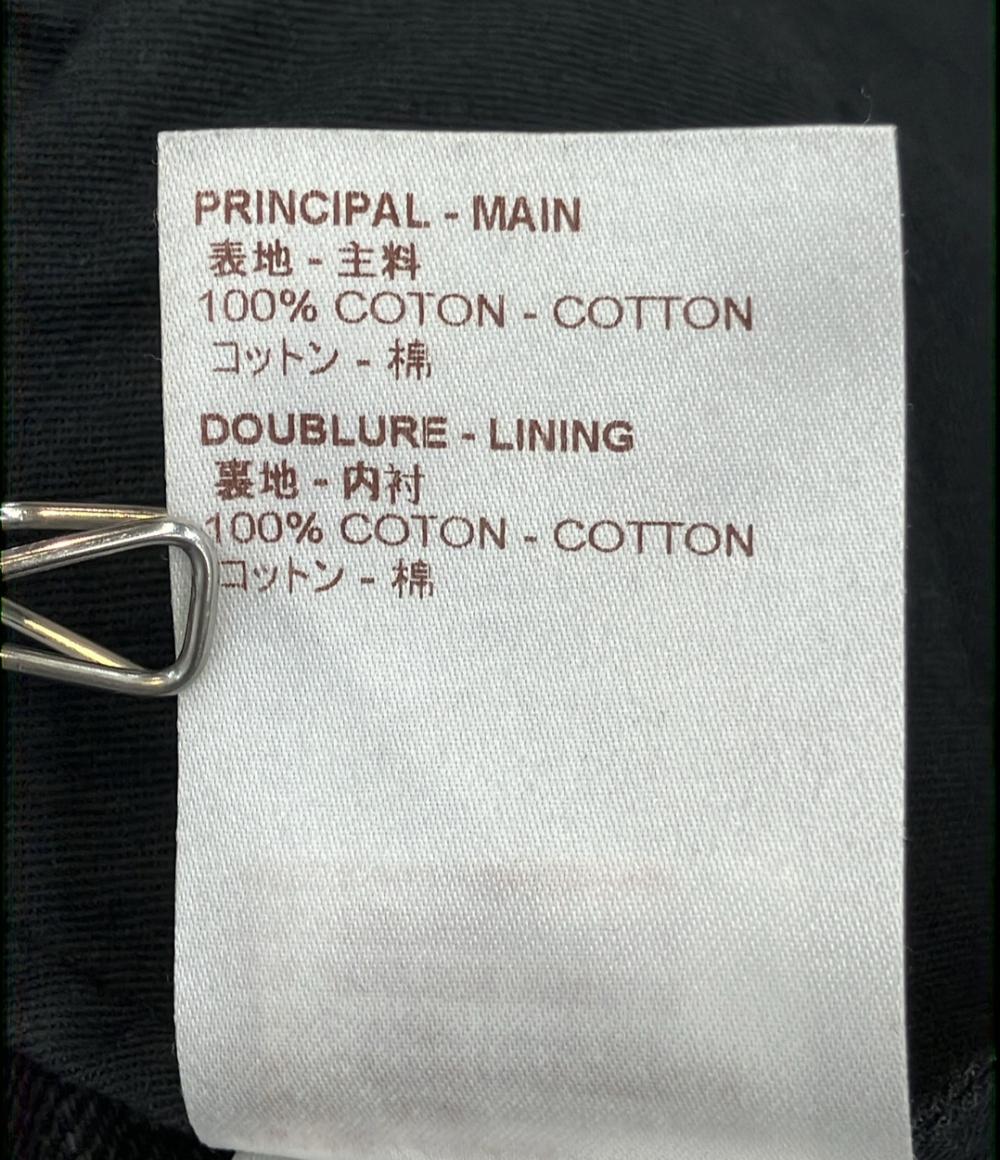 PRINCIPAL - MAIN
表地 - 主料
100% COTON - COTTON
コットン - 棉
DOUBLURE - LINING
裏地 - 内衬
100% COTON - COTTON
コットン - 棉